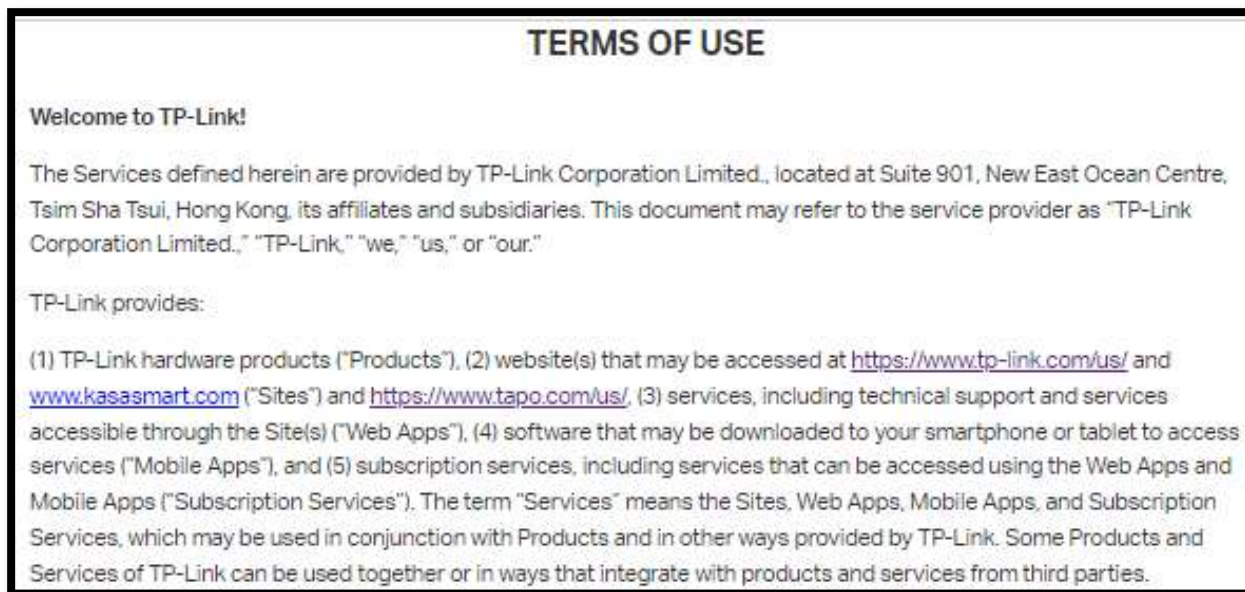 TERMS OF USE
Welcome to TP-Link!
The Services defined herein are provided by TP-Link Corporation Limited., located at Suite 901, New East Ocean Centre,
Tsim Sha Tsui, Hong Kong, its affiliates and subsidiaries. This document may refer to the service provider as "TP-Link
Corporation Limited.," "TP-Link," "we," "us," or "our."
TP-Link provides:
(1) TP-Link hardware products ("Products"), (2) website(s) that may be accessed at https://www.tp-link.com/us/ and
www.kasasmart.com ("Sites") and https://www.tapo.com/us/, (3) services, including technical support and services
accessible through the Site(s) ("Web Apps"), (4) software that may be downloaded to your smartphone or tablet to access
services ("Mobile Apps"), and (5) subscription services, including services that can be accessed using the Web Apps and
Mobile Apps ("Subscription Services"). The term "Services" means the Sites, Web Apps, Mobile Apps, and Subscription
Services, which may be used in conjunction with Products and in other ways provided by TP-Link. Some Products and
Services of TP-Link can be used together or in ways that integrate with products and services from third parties.